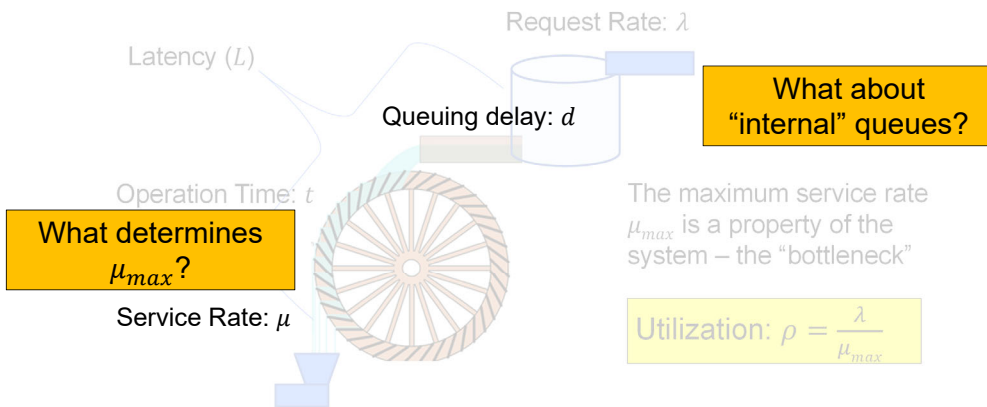 Request Rate: λ
Latency (L)
What about
“internal” queues?
Queuing delay: d
Operation Time: t
The maximum service rate
μmax is a property of the
system – the “bottleneck”
What determines
μmax?
Service Rate: μ
Utilization: ρ = λ/μmax